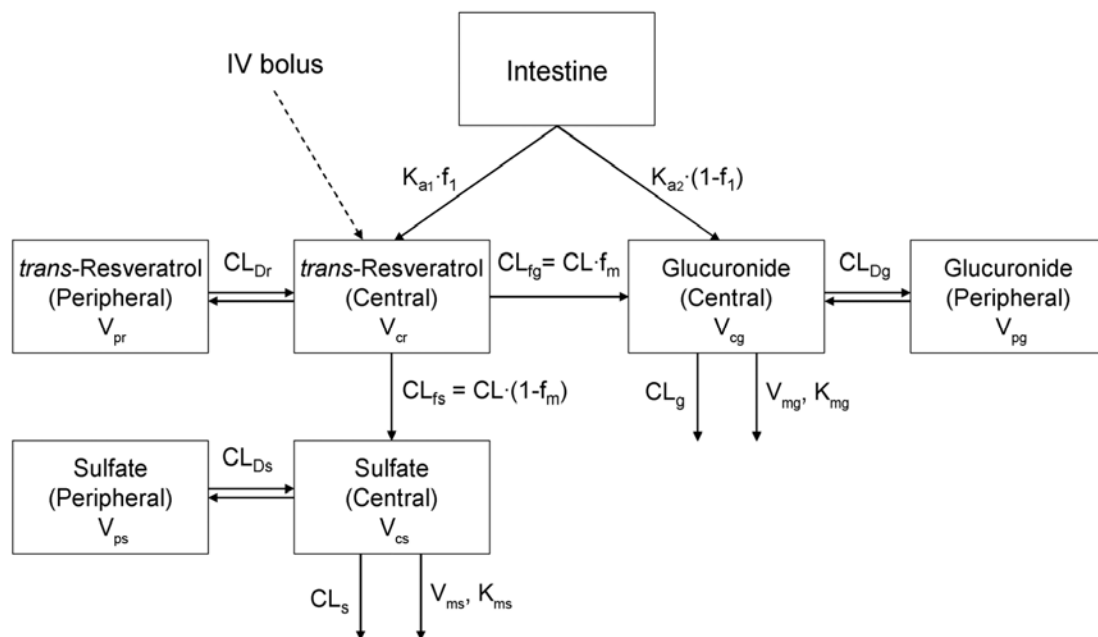 IV bolus
Intestine
Ka1·f1
Ka2·(1-f1)
trans-Resveratrol
(Peripheral)
Vpr
CLDr
trans-Resveratrol
(Central)
Vcr
CLfg= CL·fm
Glucuronide
(Central)
Vcg
CLDg
Glucuronide
(Peripheral)
Vpg
CLfs = CL·(1-fm)
CLg
Vmg, Kmg
Sulfate
(Peripheral)
Vps
CLDs
Sulfate
(Central)
Vcs
CLs
Vms, Kms